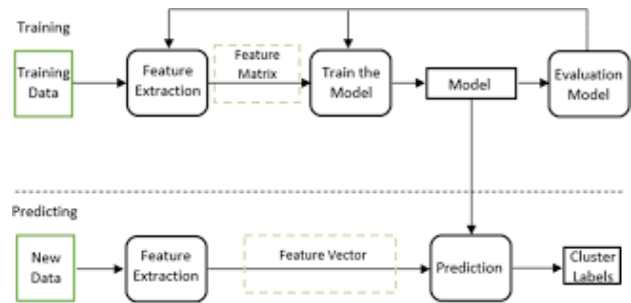 Training
Training
Data
Feature
Extraction
Feature
Matrix
Train the
Model
Model
Evaluation
Model
Predicting
New
Data
Feature
Extraction
Feature Vector
Prediction
Cluster
Labels